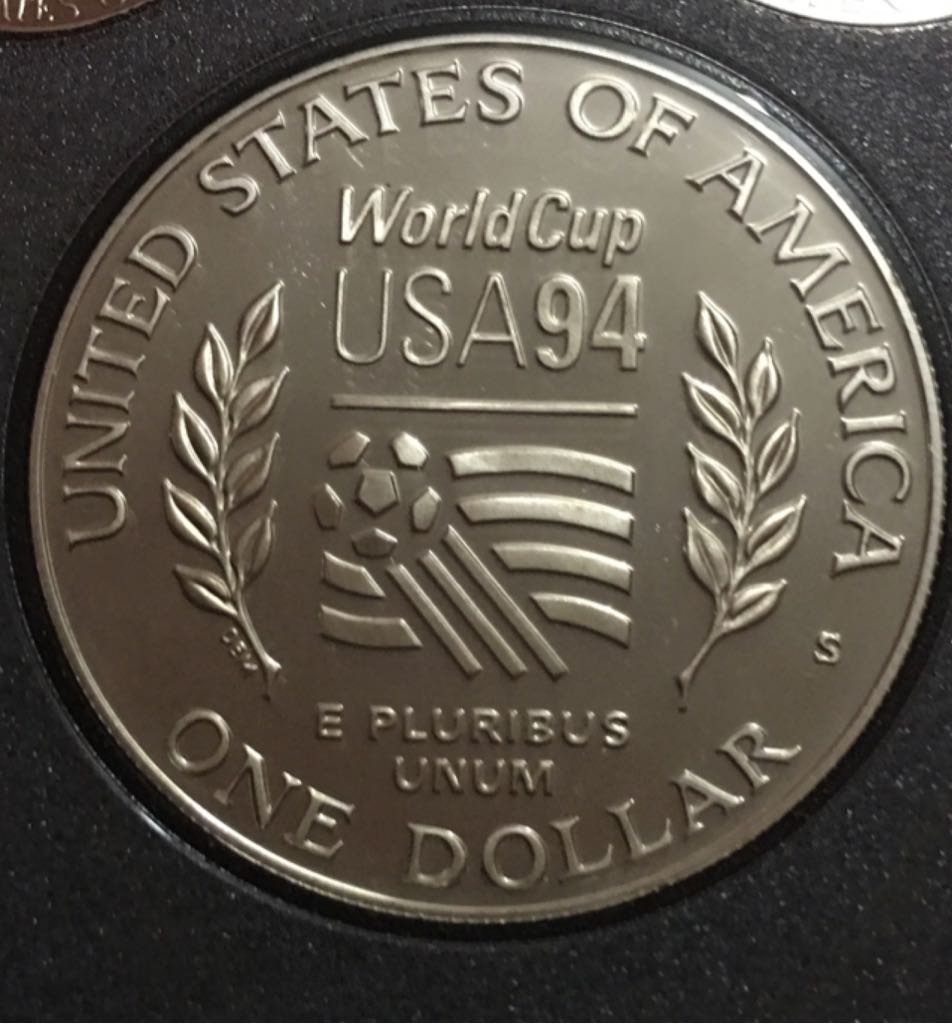 UNITED STATES OF AMERICA
World Cup
USA94
S
E PLURIBUS
UNUM
ONE DOLLAR